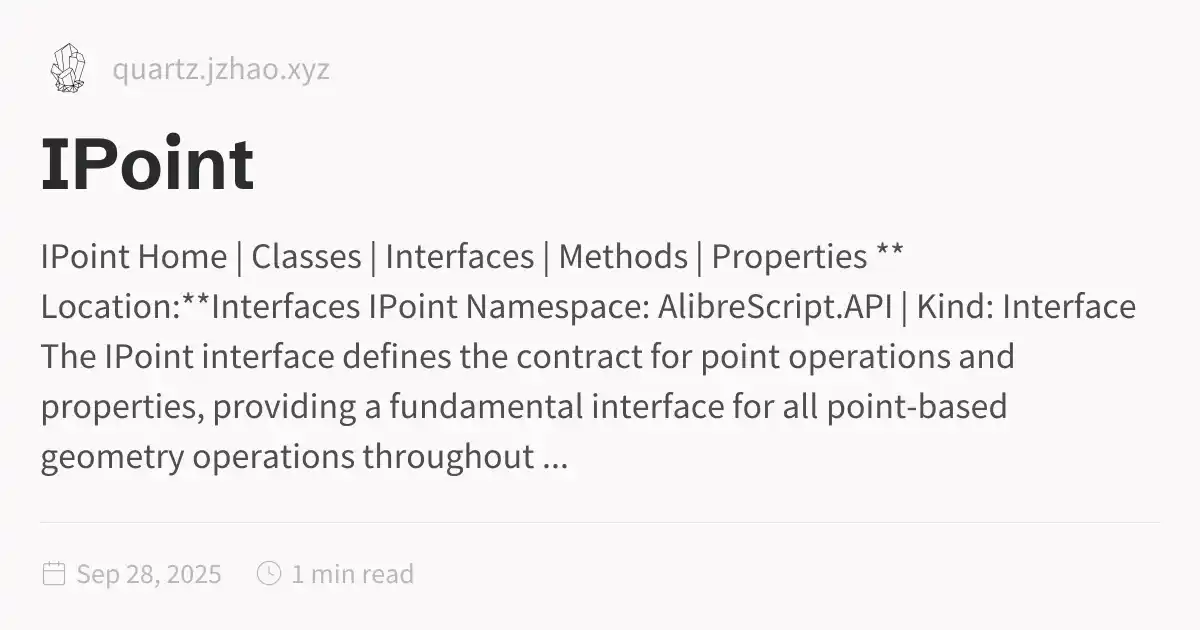 quartz.jzhao.xyz
IPoint
IPoint Home | Classes | Interfaces | Methods | Properties **
Location:**Interfaces IPoint Namespace: AlibreScript.API | Kind: Interface
The IPoint interface defines the contract for point operations and
properties, providing a fundamental interface for all point-based
geometry operations throughout ...
Sep 28, 2025 1 min read